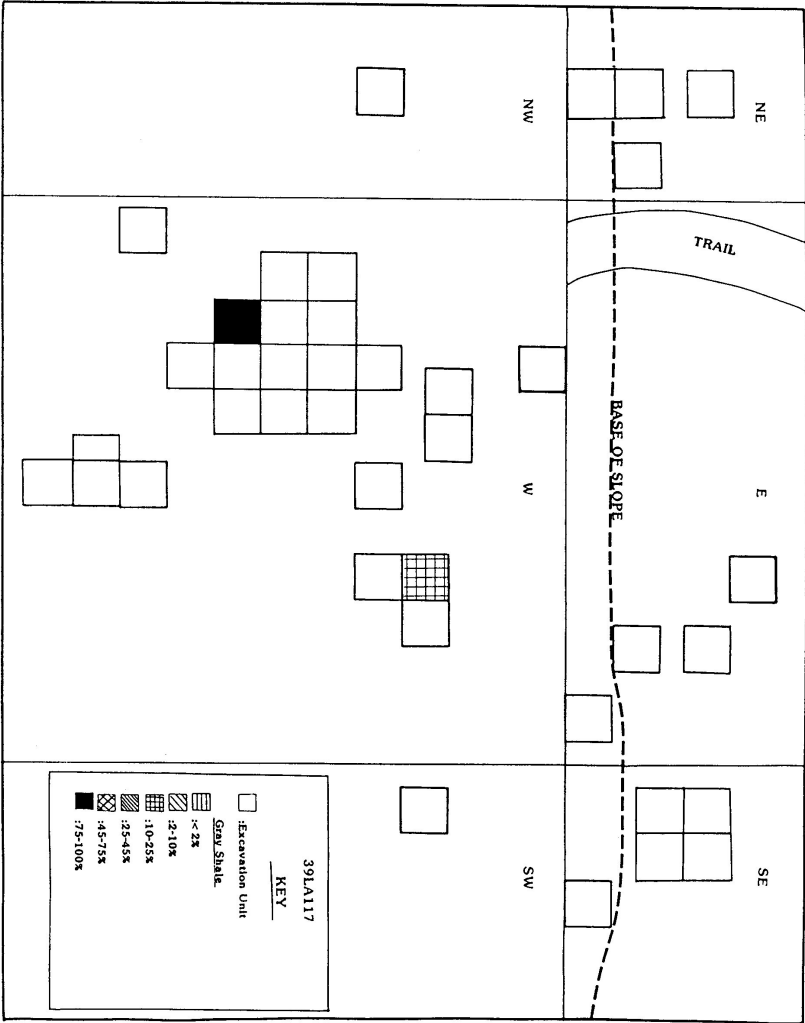 NE
NW
TRAIL
BASE OF SLOPE
E
W
SE
SW
39LA117
KEY
:Excavation Unit
Gray Shale
:< 2%
:2-10%
:10-25%
:25-45%
:45-75%
:75-100%